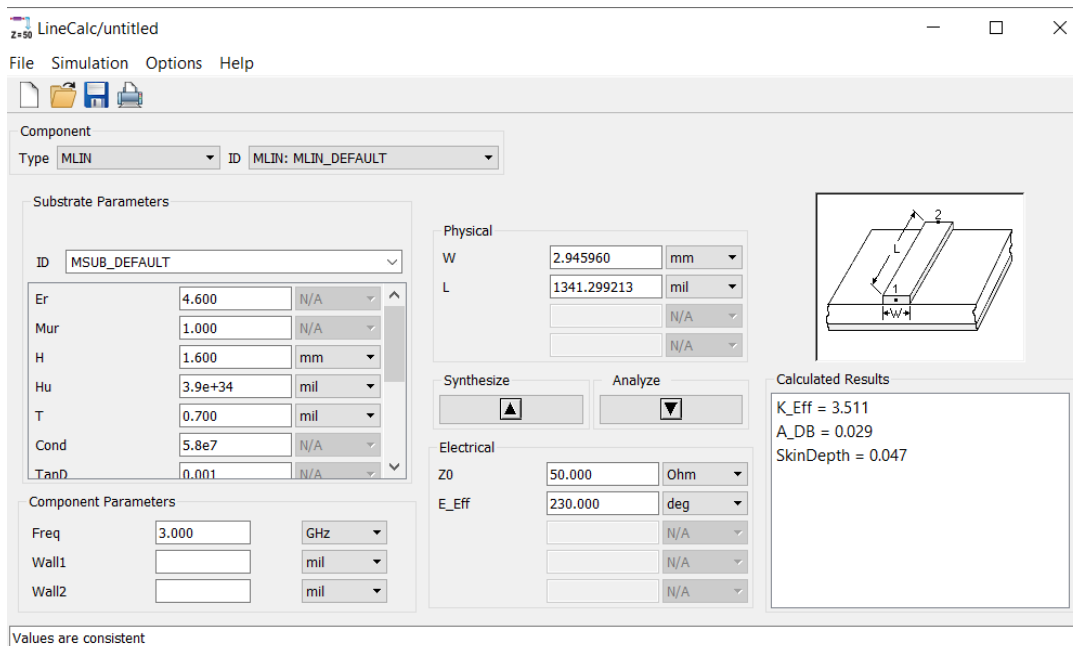 Z=50 LineCalc/untitled
File Simulation Options Help
Component
Type MLIN ID MLIN: MLIN_DEFAULT
Substrate Parameters
ID MSUB_DEFAULT
Er 4.600 N/A
Mur 1.000 N/A
H 1.600 mm
Hu 3.9e+34 mil
T 0.700 mil
Cond 5.8e7 N/A
TanD 0.001 N/A
Component Parameters
Freq 3.000 GHz
Wall1 mil
Wall2 mil
Physical
W 2.945960 mm
L 1341.299213 mil
N/A
N/A
Synthesize Analyze
Electrical
Z0 50.000 Ohm
E_Eff 230.000 deg
N/A
N/A
N/A
2
L
1
W
Calculated Results
K_Eff = 3.511
A_DB = 0.029
SkinDepth = 0.047
Values are consistent